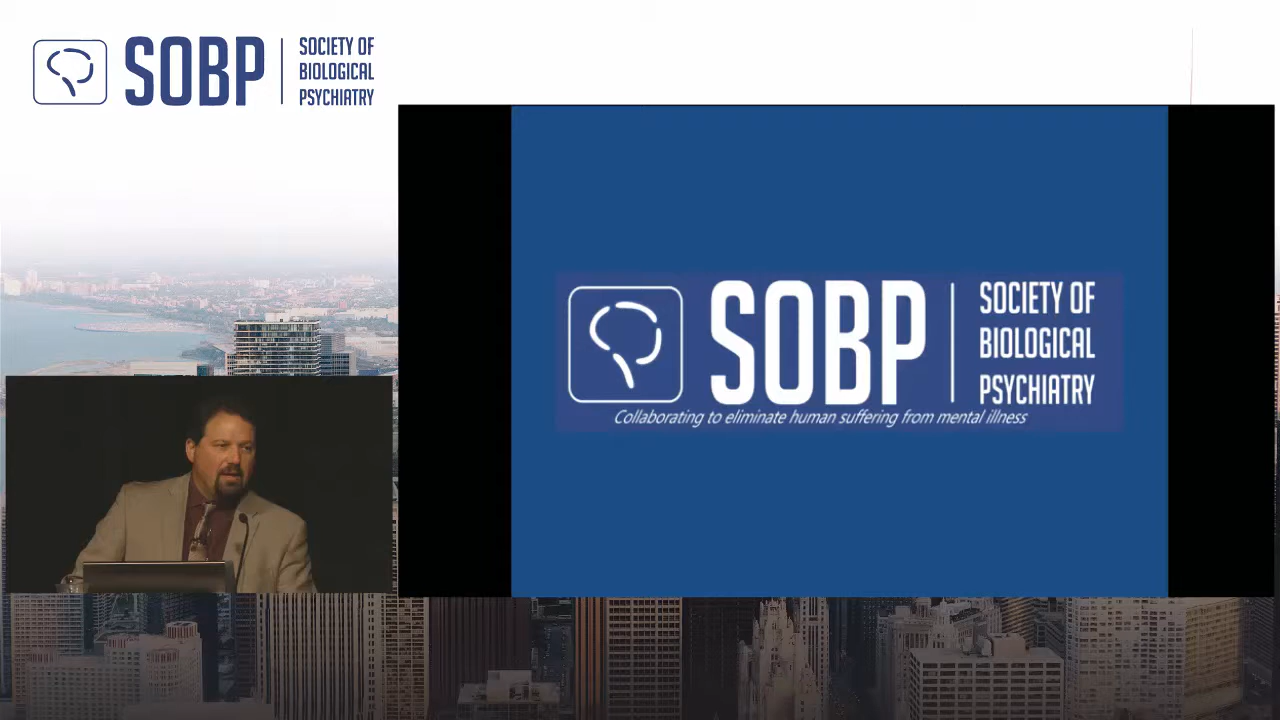 SOBP
SOCIETY OF
BIOLOGICAL
PSYCHIATRY
SOBP
SOCIETY OF
BIOLOGICAL
PSYCHIATRY
Collaborating to eliminate human suffering from mental illness